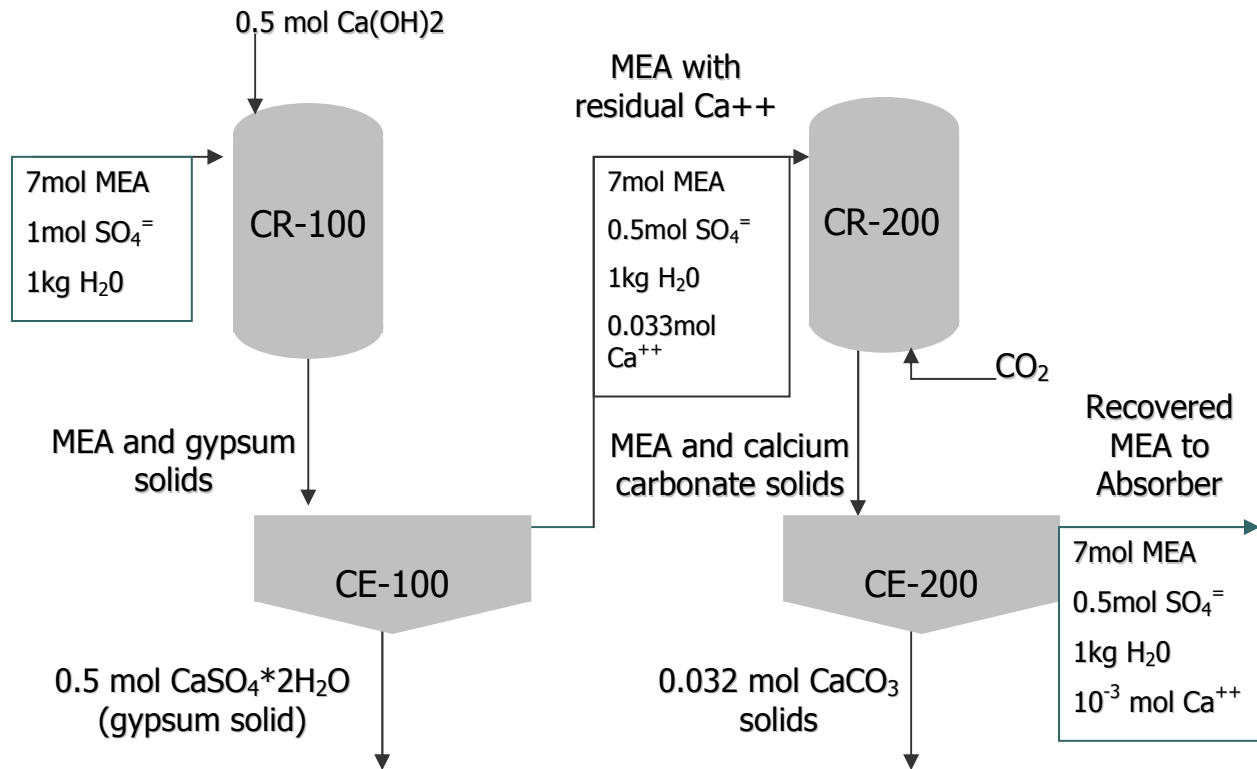 0.5 mol Ca(OH)2
MEA with
residual Ca++
7mol MEA
1mol SO₄⁼
1kg H₂0
CR-100
7mol MEA
0.5mol SO₄⁼
1kg H₂0
0.033mol
Ca⁺⁺
CR-200
CO₂
MEA and gypsum
solids
MEA and calcium
carbonate solids
Recovered
MEA to
Absorber
CE-100
CE-200
7mol MEA
0.5mol SO₄⁼
1kg H₂0
10⁻³ mol Ca⁺⁺
0.5 mol CaSO₄*2H₂O
(gypsum solid)
0.032 mol CaCO₃
solids